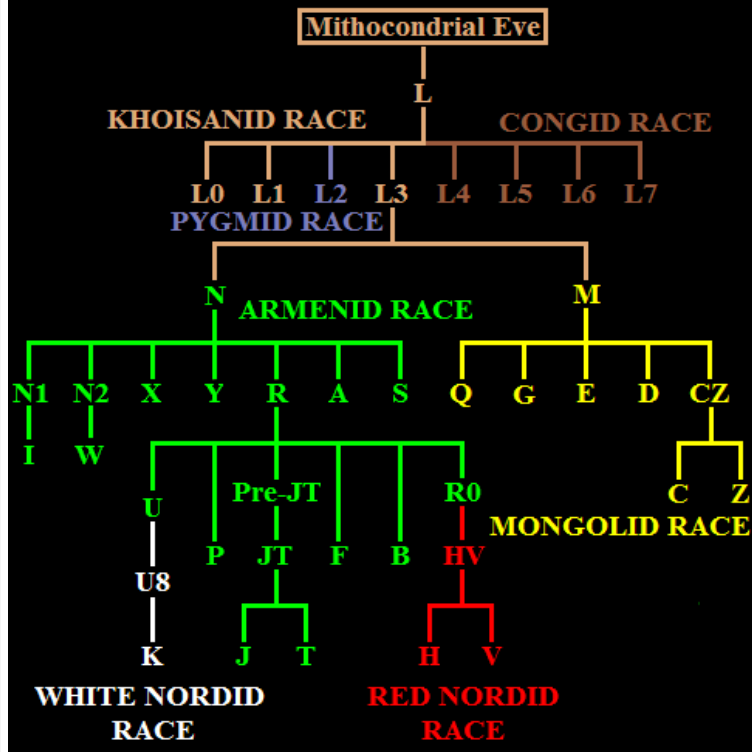 Mithocondrial Eve
L
KHOISANID RACE CONGID RACE
L0 L1 L2 L3 L4 L5 L6 L7
PYGMID RACE
N M
ARMENID RACE
N1 N2 X Y R A S Q G E D CZ
I W
U Pre-JT R0 C Z
MONGOLID RACE
P JT F B HV
U8
K J T H V
WHITE NORDID RED NORDID
RACE RACE